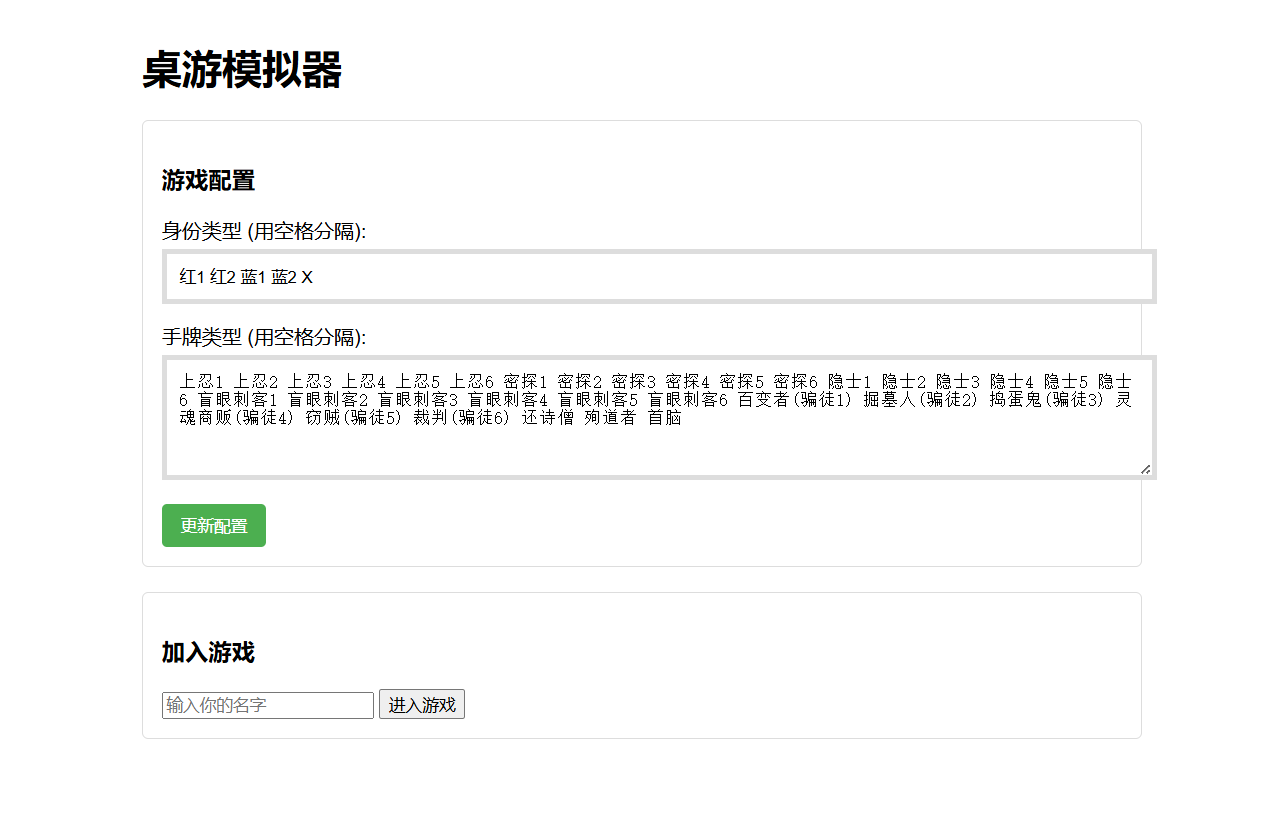 桌游模拟器
游戏配置
身份类型 (用空格分隔):
红1 红2 蓝1 蓝2 X
手牌类型 (用空格分隔):
上忍1 上忍2 上忍3 上忍4 上忍5 上忍6 密探1 密探2 密探3 密探4 密探5 密探6 隐士1 隐士2 隐士3 隐士4 隐士5 隐士
6 盲眼刺客1 盲眼刺客2 盲眼刺客3 盲眼刺客4 盲眼刺客5 盲眼刺客6 百变者(骗徒1) 掘墓人(骗徒2) 捣蛋鬼(骗徒3) 灵
魂商贩(骗徒4) 窃贼(骗徒5) 裁判(骗徒6) 还诗僧 殉道者 首脑
更新配置
加入游戏
输入你的名字 进入游戏